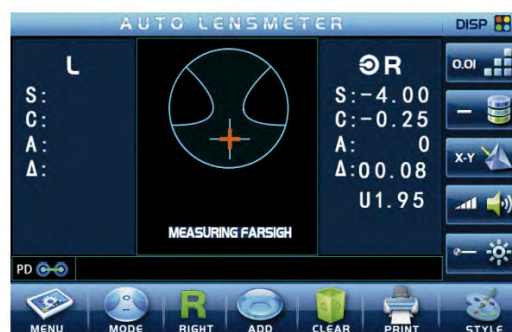 AUTO LENSMETER
DISP
L
S:
C:
A:
Δ:
R
S:-4.00
C:-0.25
A: 0
Δ:00.08
U1.95
MEASURING FARSIGH
0.01
X-Y
PD
MENU
MODE
R
RIGHT
ADD
CLEAR
PRINT
STYLE